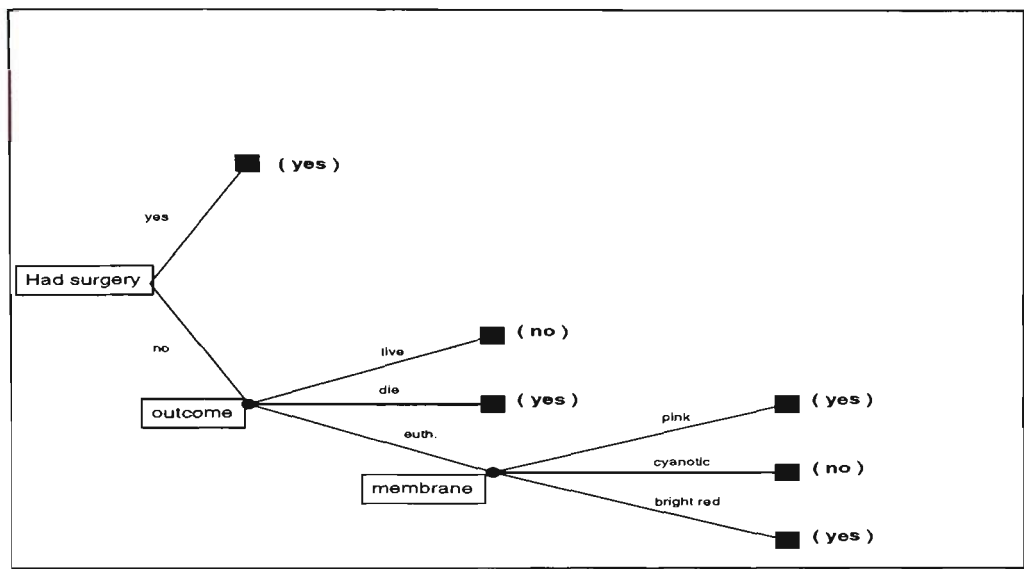 ( yes )
yes
Had surgery
no
( no )
live
die
( yes )
outcome
euth.
( yes )
pink
cyanotic
( no )
membrane
bright red
( yes )